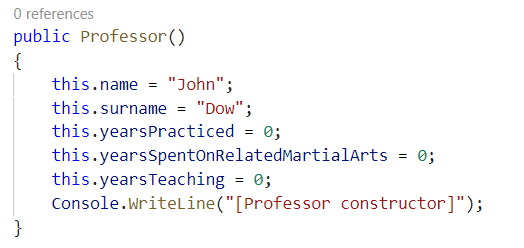 0 references
public Professor()
{
    this.name = "John";
    this.surname = "Dow";
    this.yearsPracticed = 0;
    this.yearsSpentOnRelatedMartialArts = 0;
    this.yearsTeaching = 0;
    Console.WriteLine("[Professor constructor]");
}